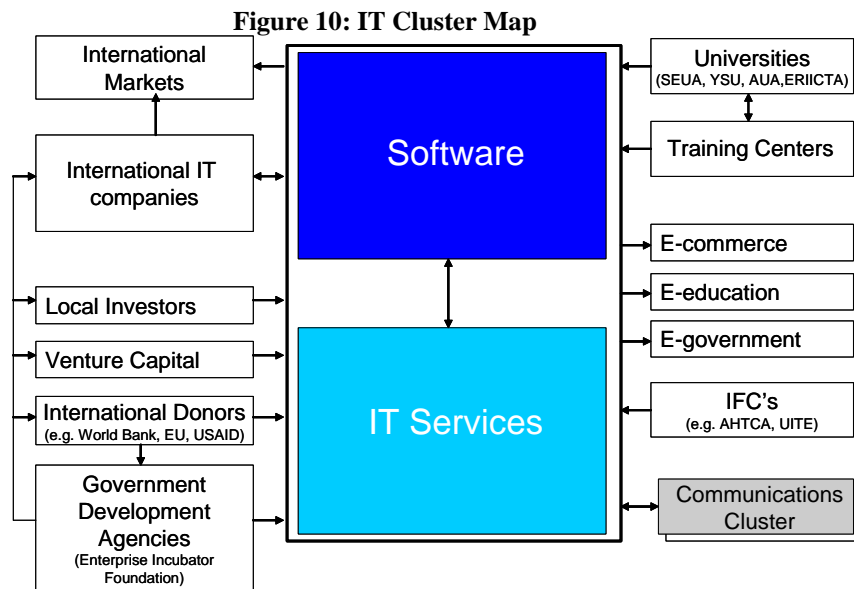 Figure 10: IT Cluster Map
International
Markets
International IT
companies
Local Investors
Venture Capital
International Donors
(e.g. World Bank, EU, USAID)
Government
Development
Agencies
(Enterprise Incubator
Foundation)
Software
IT Services
Universities
(SEUA, YSU, AUA,ERIICTA)
Training Centers
E-commerce
E-education
E-government
IFC's
(e.g. AHTCA, UITE)
Communications
Cluster